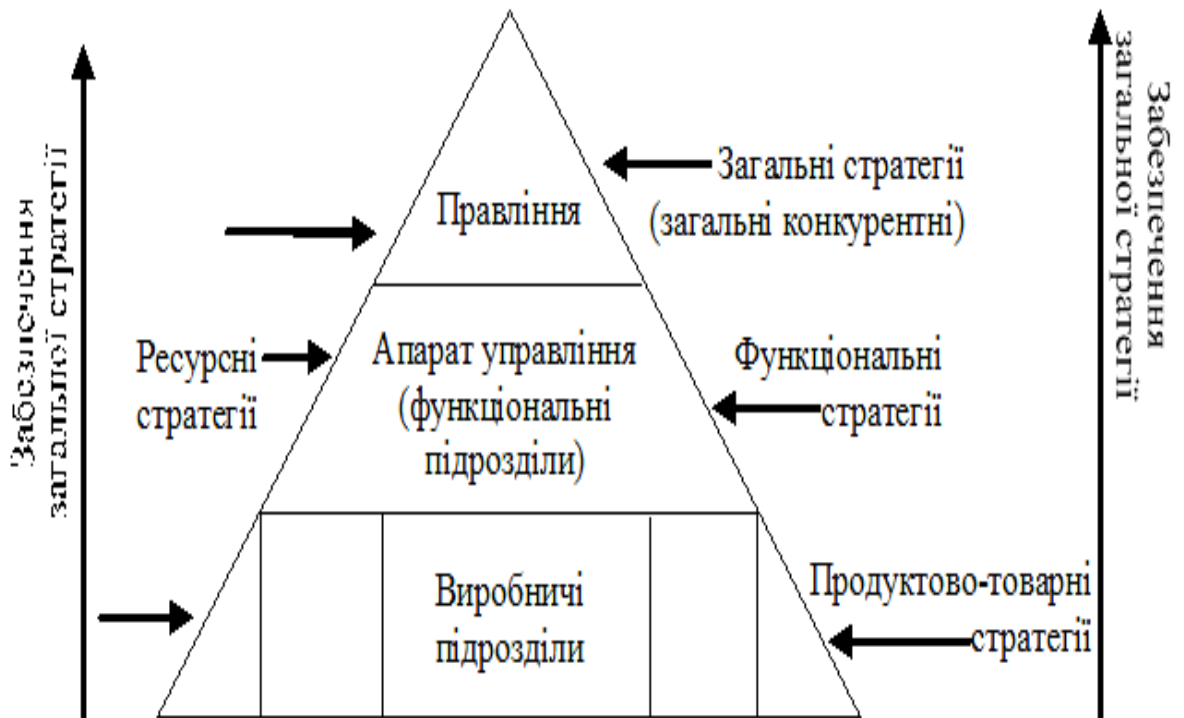 Забезпечення
загальної стратегії
Правління
Загальні стратегії
(загальні конкурентні)
Ресурсні
стратегії
Апарат управління
(функціональні
підрозділи)
Функціональні
стратегії
Виробничі
підрозділи
Продуктово-товарні
стратегії
Забезпечення
загальної стратегії